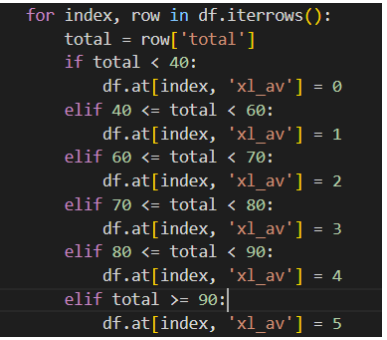 for index, row in df.iterrows():
    total = row['total']
    if total < 40:
        df.at[index, 'xl_av'] = 0
    elif 40 <= total < 60:
        df.at[index, 'xl_av'] = 1
    elif 60 <= total < 70:
        df.at[index, 'xl_av'] = 2
    elif 70 <= total < 80:
        df.at[index, 'xl_av'] = 3
    elif 80 <= total < 90:
        df.at[index, 'xl_av'] = 4
    elif total >= 90:
        df.at[index, 'xl_av'] = 5